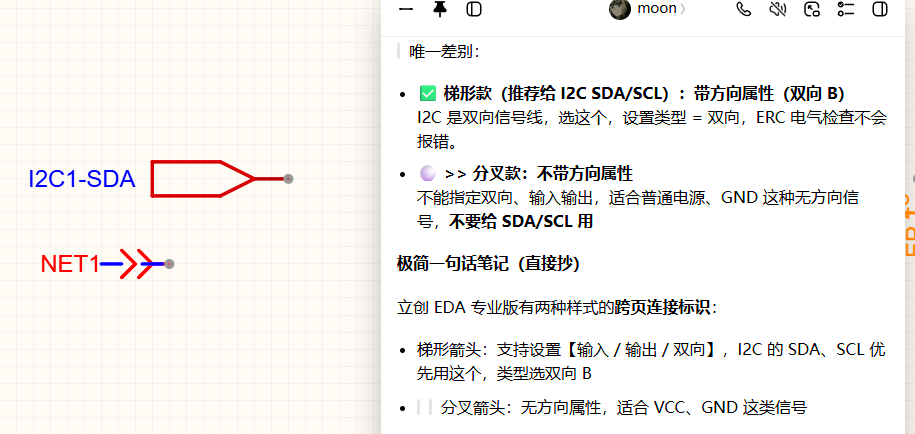 moon
唯一差别：
✅ 梯形款（推荐给 I2C SDA/SCL）：带方向属性（双向 B）
I2C 是双向信号线，选这个，设置类型 = 双向，ERC 电气检查不会
报错。
>> 分叉款：不带方向属性
不能指定双向、输入输出，适合普通电源、GND 这种无方向信
号，不要给 SDA/SCL 用
极简一句话笔记（直接抄）
立创 EDA 专业版有两种样式的跨页连接标识：
梯形箭头：支持设置【输入 / 输出 / 双向】，I2C 的 SDA、SCL 优
先用这个，类型选双向 B
分叉箭头：无方向属性，适合 VCC、GND 这类信号
I2C1-SDA
NET1